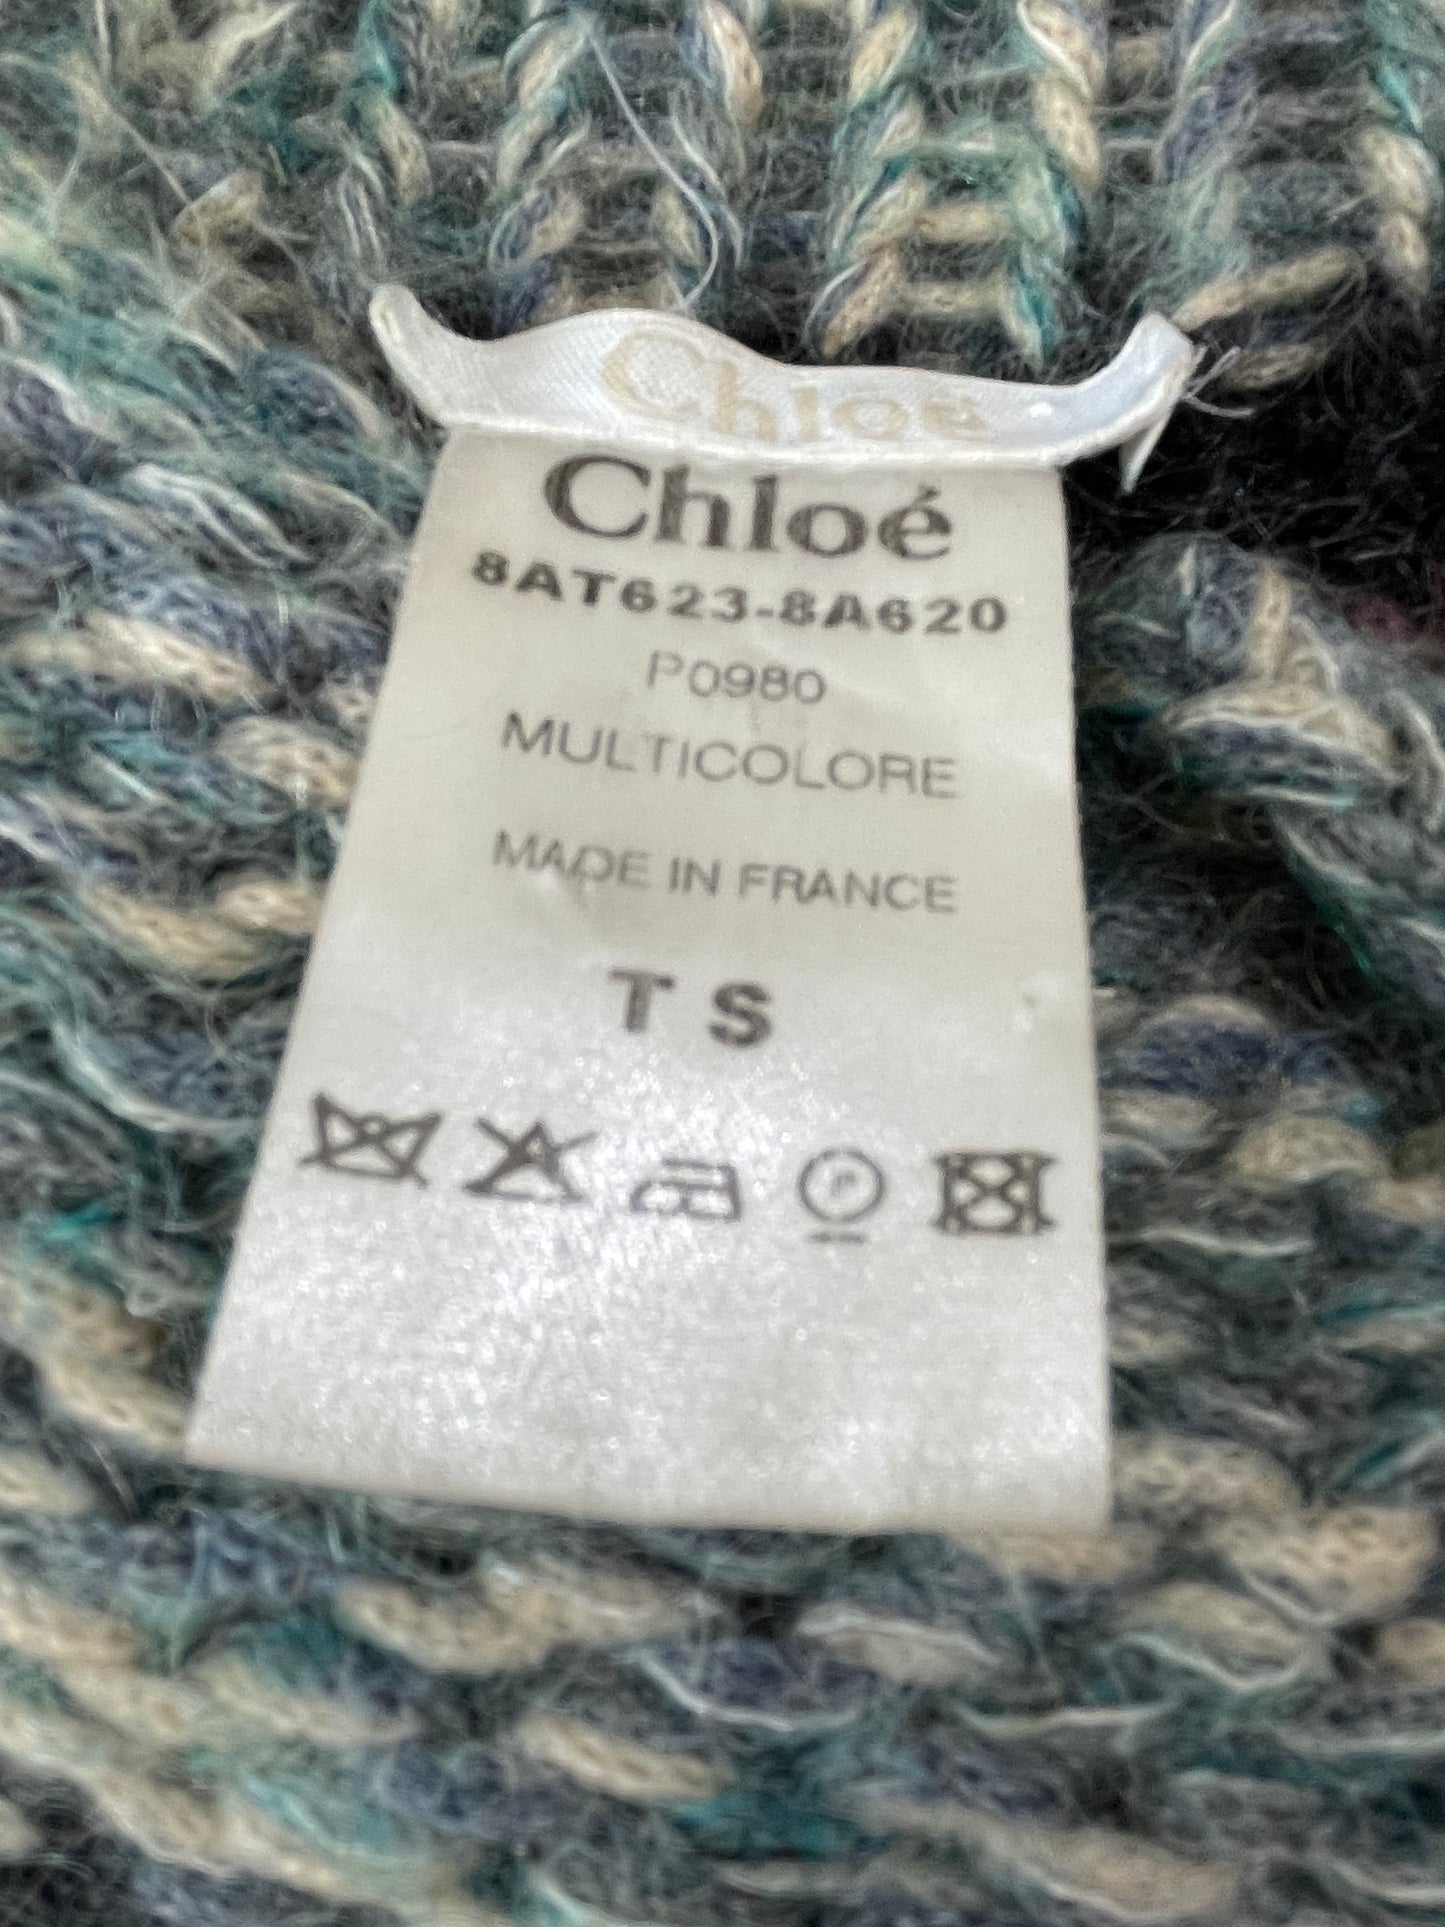 Chloé
Chloé
8AT623-8A620
P0980
MULTICOLORE
MADE IN FRANCE
T S
P